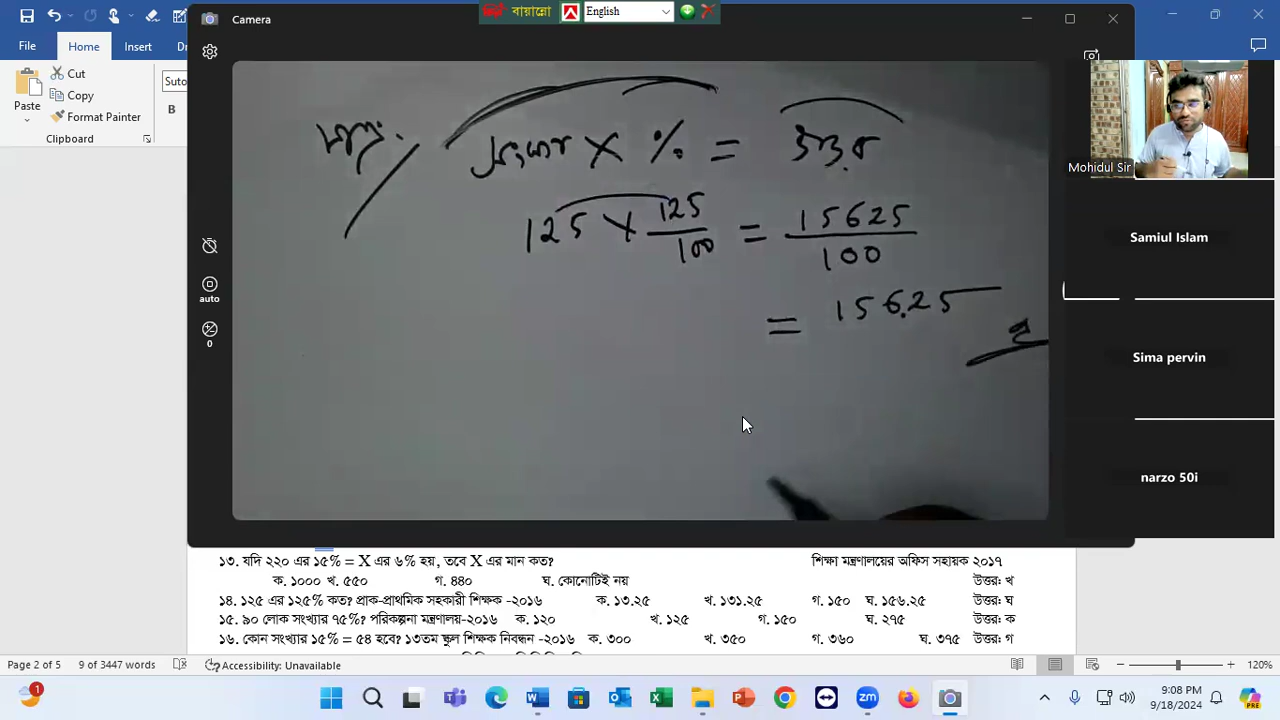 Camera
বায়ান্নো
English
File
Home
Insert
Dr
Cut
Copy
Format Painter
Paste
Clipboard
Suto
B
auto
0
সংখ্যা × % =
125 × 125/100 = 15625/100
= 156.25
Mohidul Sir
Samiul Islam
Sima pervin
narzo 50i
১৩. যদি ২২০ এর ১৫% = X এর ৬% হয়, তবে X এর মান কত? শিক্ষা মন্ত্রণালয়ের অফিস সহায়ক ২০১৭
ক. ১০০০ খ. ৫৫০ গ. ৪৪০ ঘ. কোনোটিই নয় উত্তর: খ
১৪. ১২৫ এর ১২৫% কত? প্রাক-প্রাথমিক সহকারী শিক্ষক -২০১৬ ক. ১৩.২৫ খ. ১৩১.২৫ গ. ১৫০ ঘ. ১৫৬.২৫ উত্তর: ঘ
১৫. ৯০ লোক সংখ্যার ৭৫%? পরিকল্পনা মন্ত্রণালয়-২০১৬ ক. ১২০ খ. ১২৫ গ. ১৫০ ঘ. ২৭৫ উত্তর: ক
১৬. কোন সংখ্যার ১৫% = ৫৪ হবে? ১৩তম স্কুল শিক্ষক নিবন্ধন -২০১৬ ক. ৩০০ খ. ৩৫০ গ. ৩৬০ ঘ. ৩৭৫ উত্তর: গ
Page 2 of 5 9 of 3447 words Accessibility: Unavailable 120%
1
9:08 PM
9/18/2024
PRE